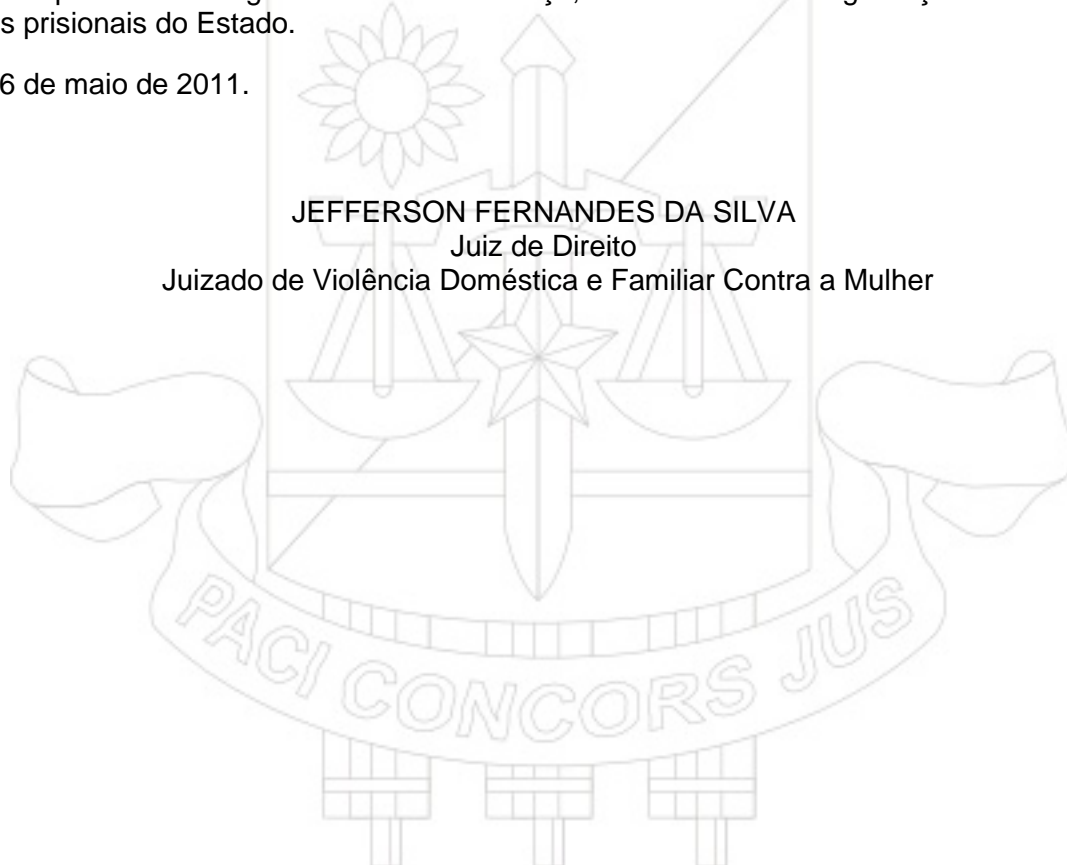 s prisionais do Estado.
6 de maio de 2011.
JEFFERSON FERNANDES DA SILVA
Juiz de Direito
Juizado de Violência Doméstica e Familiar Contra a Mulher
PACI CONCORS JUS